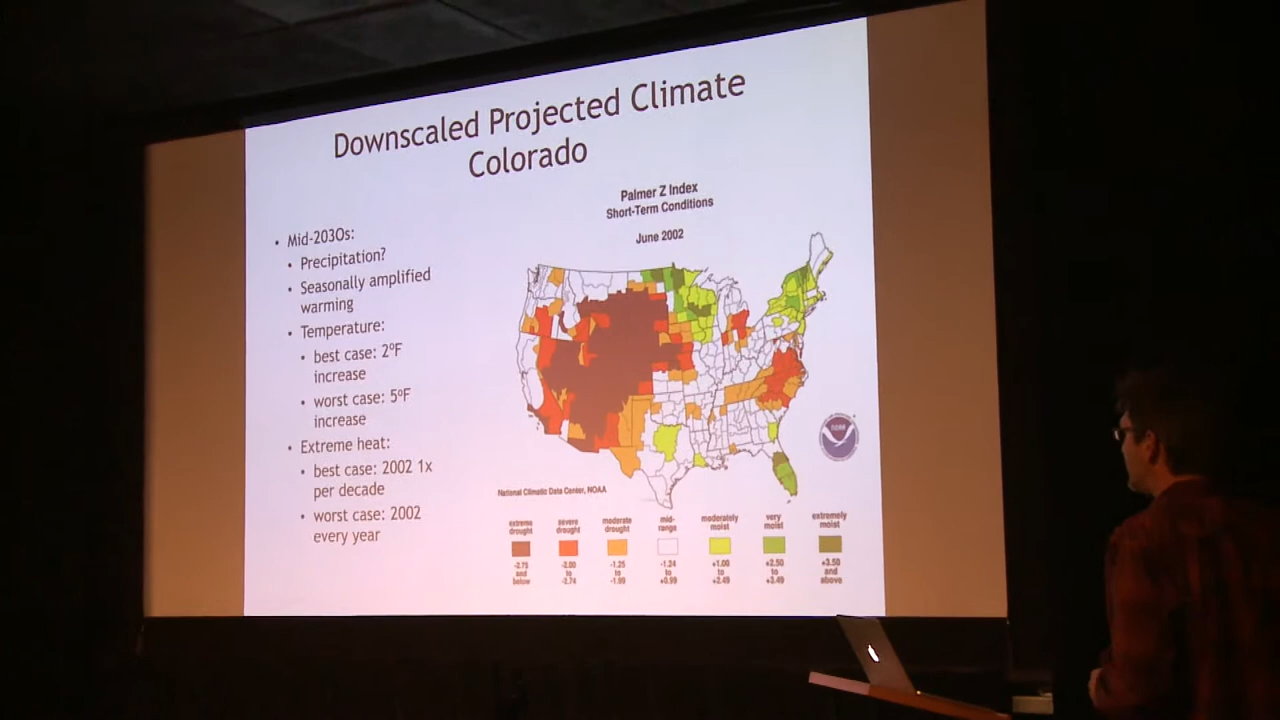 Downscaled Projected Climate
Colorado
• Mid-2030s:
• Precipitation?
• Seasonally amplified
warming
• Temperature:
• best case: 2°F
increase
• worst case: 5°F
increase
• Extreme heat:
• best case: 2002 1x
per decade
• worst case: 2002
every year
Palmer Z Index
Short-Term Conditions
June 2002
National Climatic Data Center, NOAA
NOAA
extreme
drought
-2.75
and
below
severe
drought
-2.00
to
-2.74
moderate
drought
-1.25
to
-1.99
mid-
range
-1.24
to
+0.99
moderately
moist
+1.00
to
+2.49
very
moist
+2.50
to
+3.49
extremely
moist
+3.50
and
above